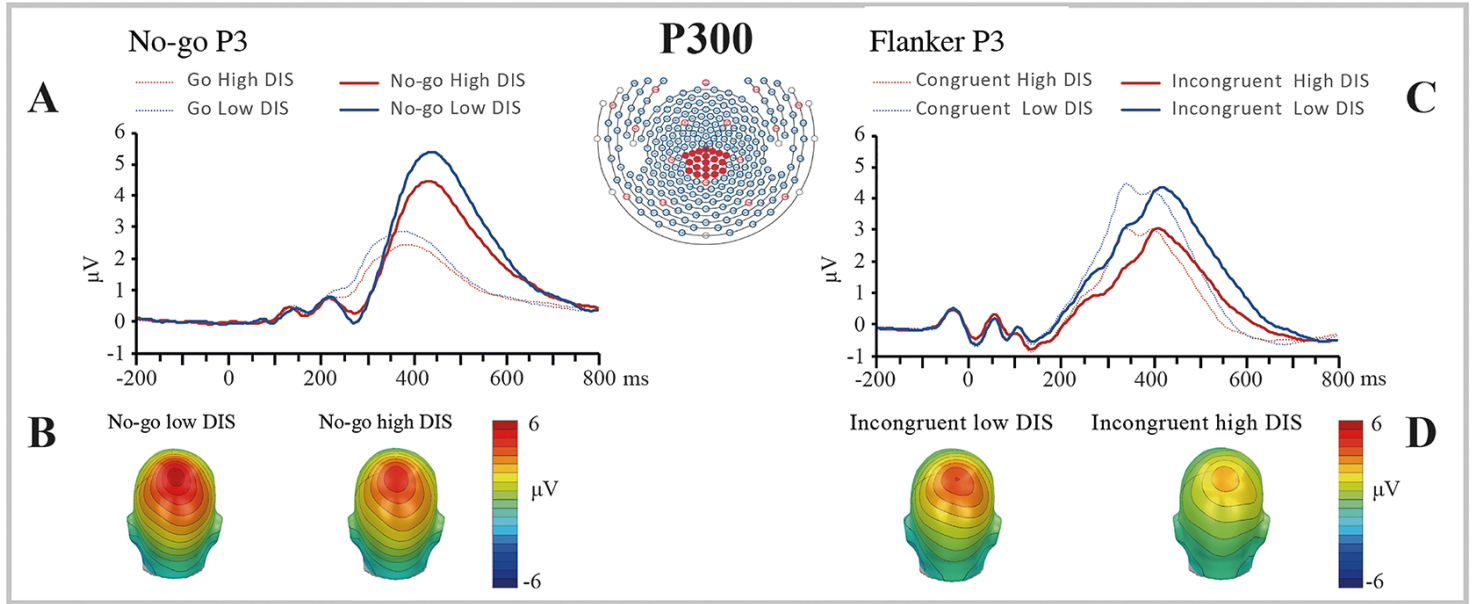 No-go P3
P300
Flanker P3
A
Go High DIS
No-go High DIS
Go Low DIS
No-go Low DIS
Congruent High DIS
Incongruent High DIS
Congruent Low DIS
Incongruent Low DIS
C
6
5
4
3
2
1
0
-1
µV
-200
0
200
400
600
800 ms
6
5
4
3
2
1
0
-1
µV
-200
0
200
400
600
800 ms
B
No-go low DIS
No-go high DIS
6
µV
-6
Incongruent low DIS
Incongruent high DIS
6
µV
-6
D